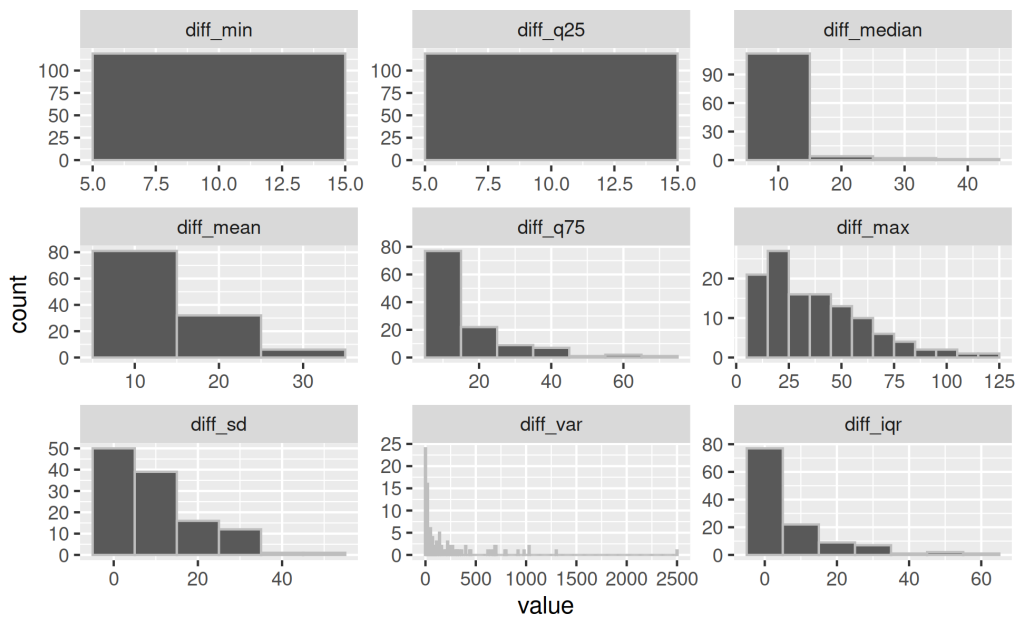 diff_min diff_q25 diff_median
100 75 50 25 0
5.0 7.5 10.0 12.5 15.0
100 75 50 25 0
5.0 7.5 10.0 12.5 15.0
90 60 30 0
10 20 30 40
diff_mean diff_q75 diff_max
80 60 40 20 0
10 20 30
80 60 40 20 0
20 40 60
20 10 0
0 25 50 75 100 125
count
diff_sd diff_var diff_iqr
50 40 30 20 10 0
0 20 40
25 20 15 10 5 0
0 500 1000 1500 2000 2500
80 60 40 20 0
0 20 40 60
value